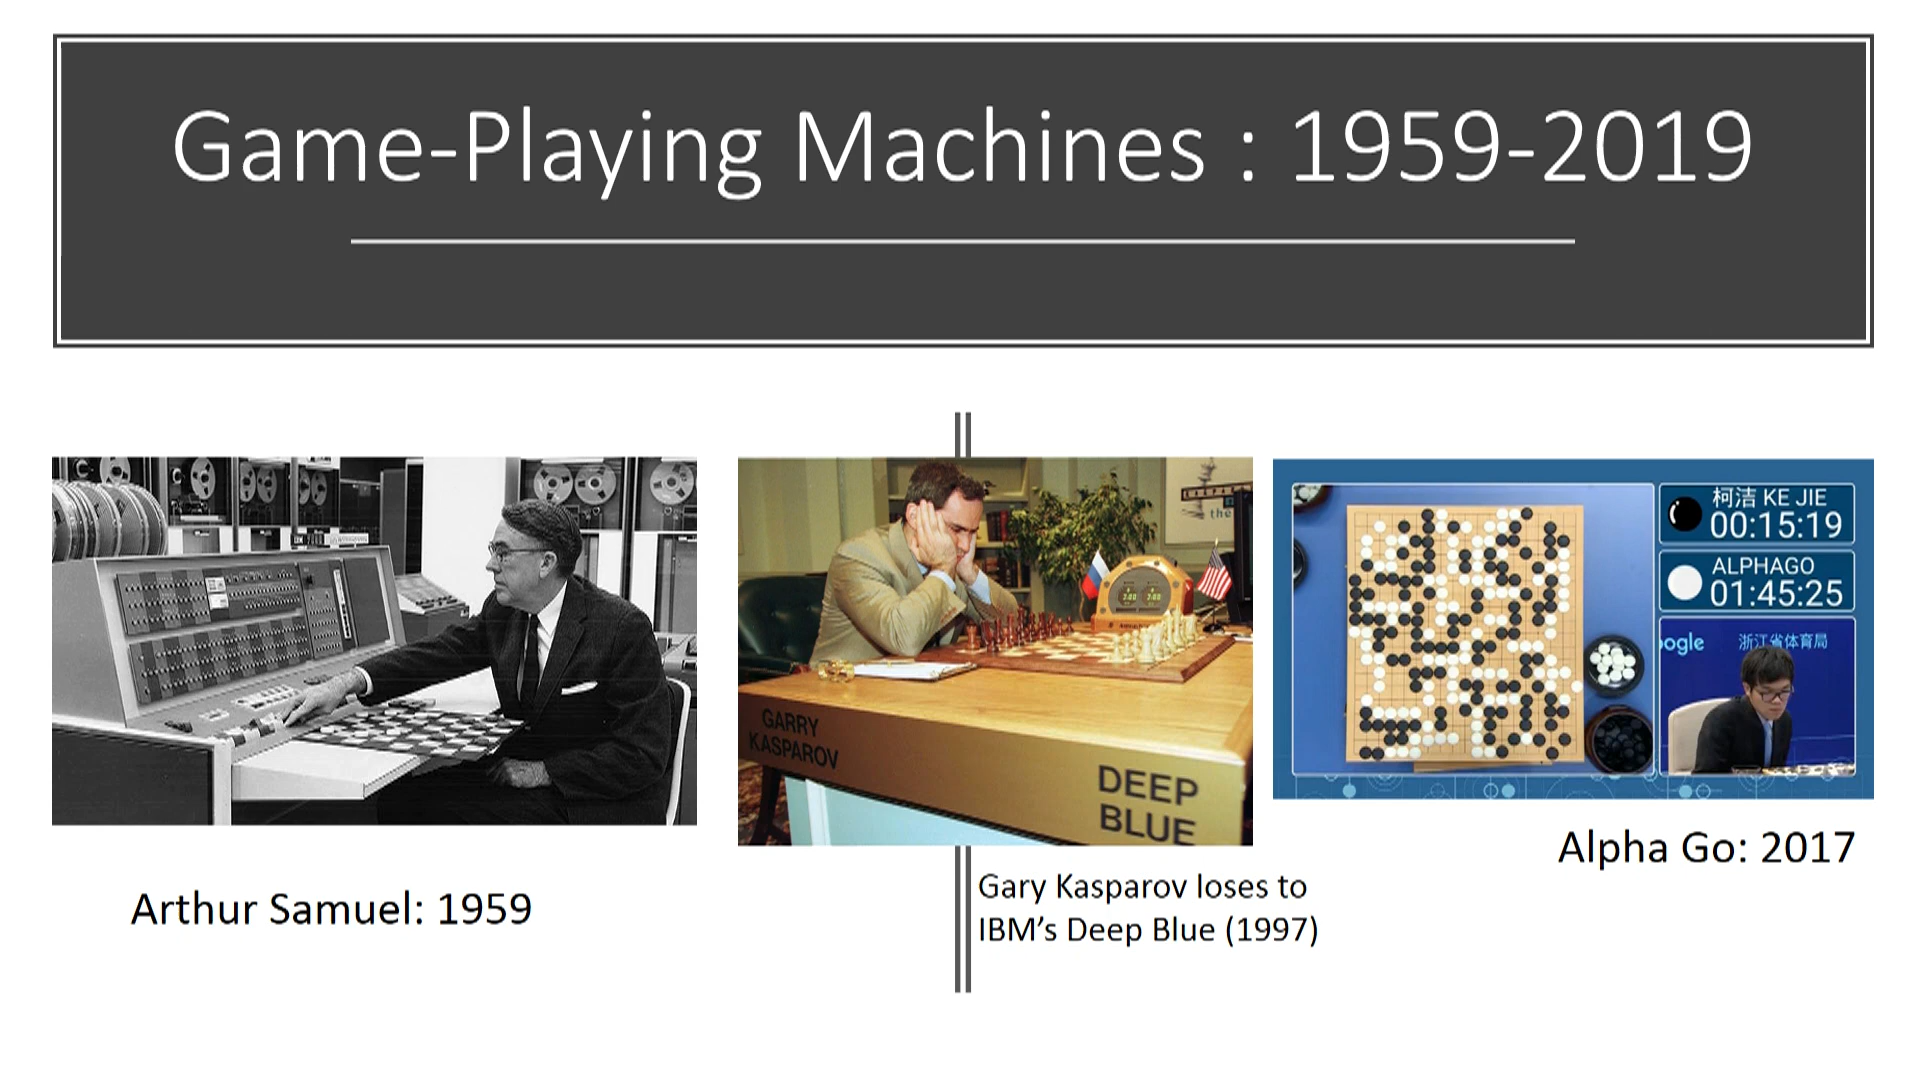 Game-Playing Machines : 1959-2019
the
GARRY
KASPAROV
DEEP
BLUE
柯洁 KE JIE
00:15:19
ALPHAGO
01:45:25
oogle 浙江省体育局
Alpha Go: 2017
Gary Kasparov loses to
IBM’s Deep Blue (1997)
Arthur Samuel: 1959